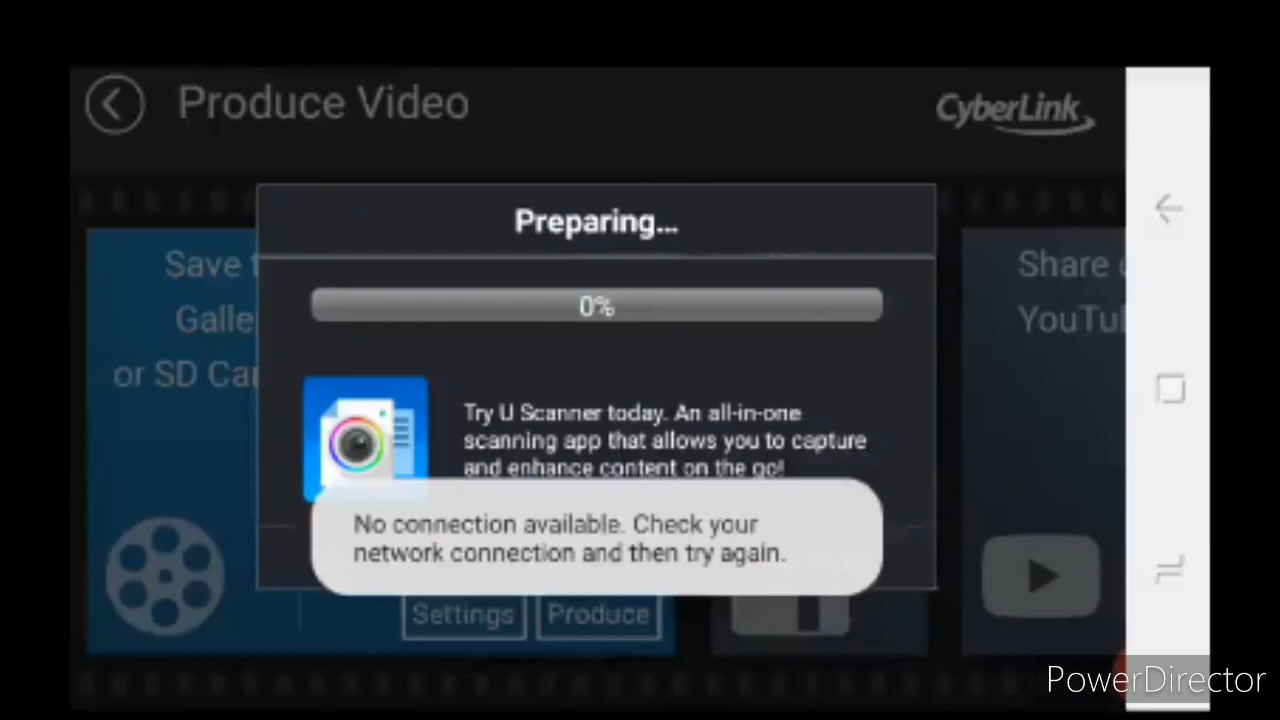 Produce Video
CyberLink
Preparing...
0%
Save
Galle
or SD Ca
Share
YouTu
Try U Scanner today. An all-in-one
scanning app that allows you to capture
and enhance content on the go!
No connection available. Check your
network connection and then try again.
Settings
Produce
PowerDirector